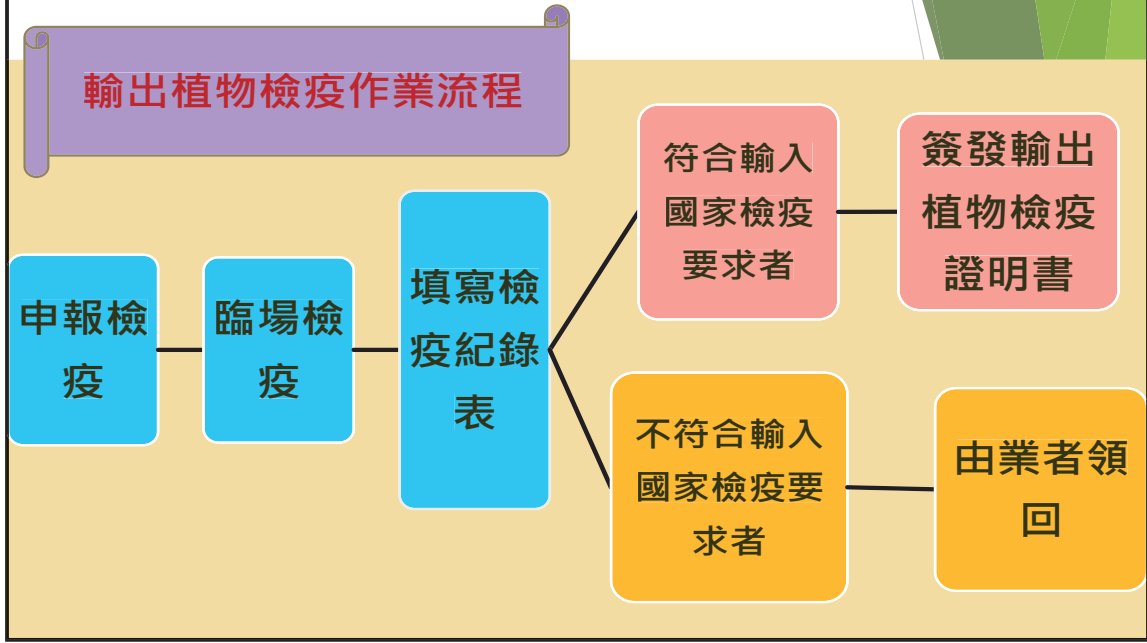 輸出植物檢疫作業流程
申報檢
疫
臨場檢
疫
填寫檢
疫紀錄
表
符合輸入
國家檢疫
要求者
簽發輸出
植物檢疫
證明書
不符合輸入
國家檢疫要
求者
由業者領
回